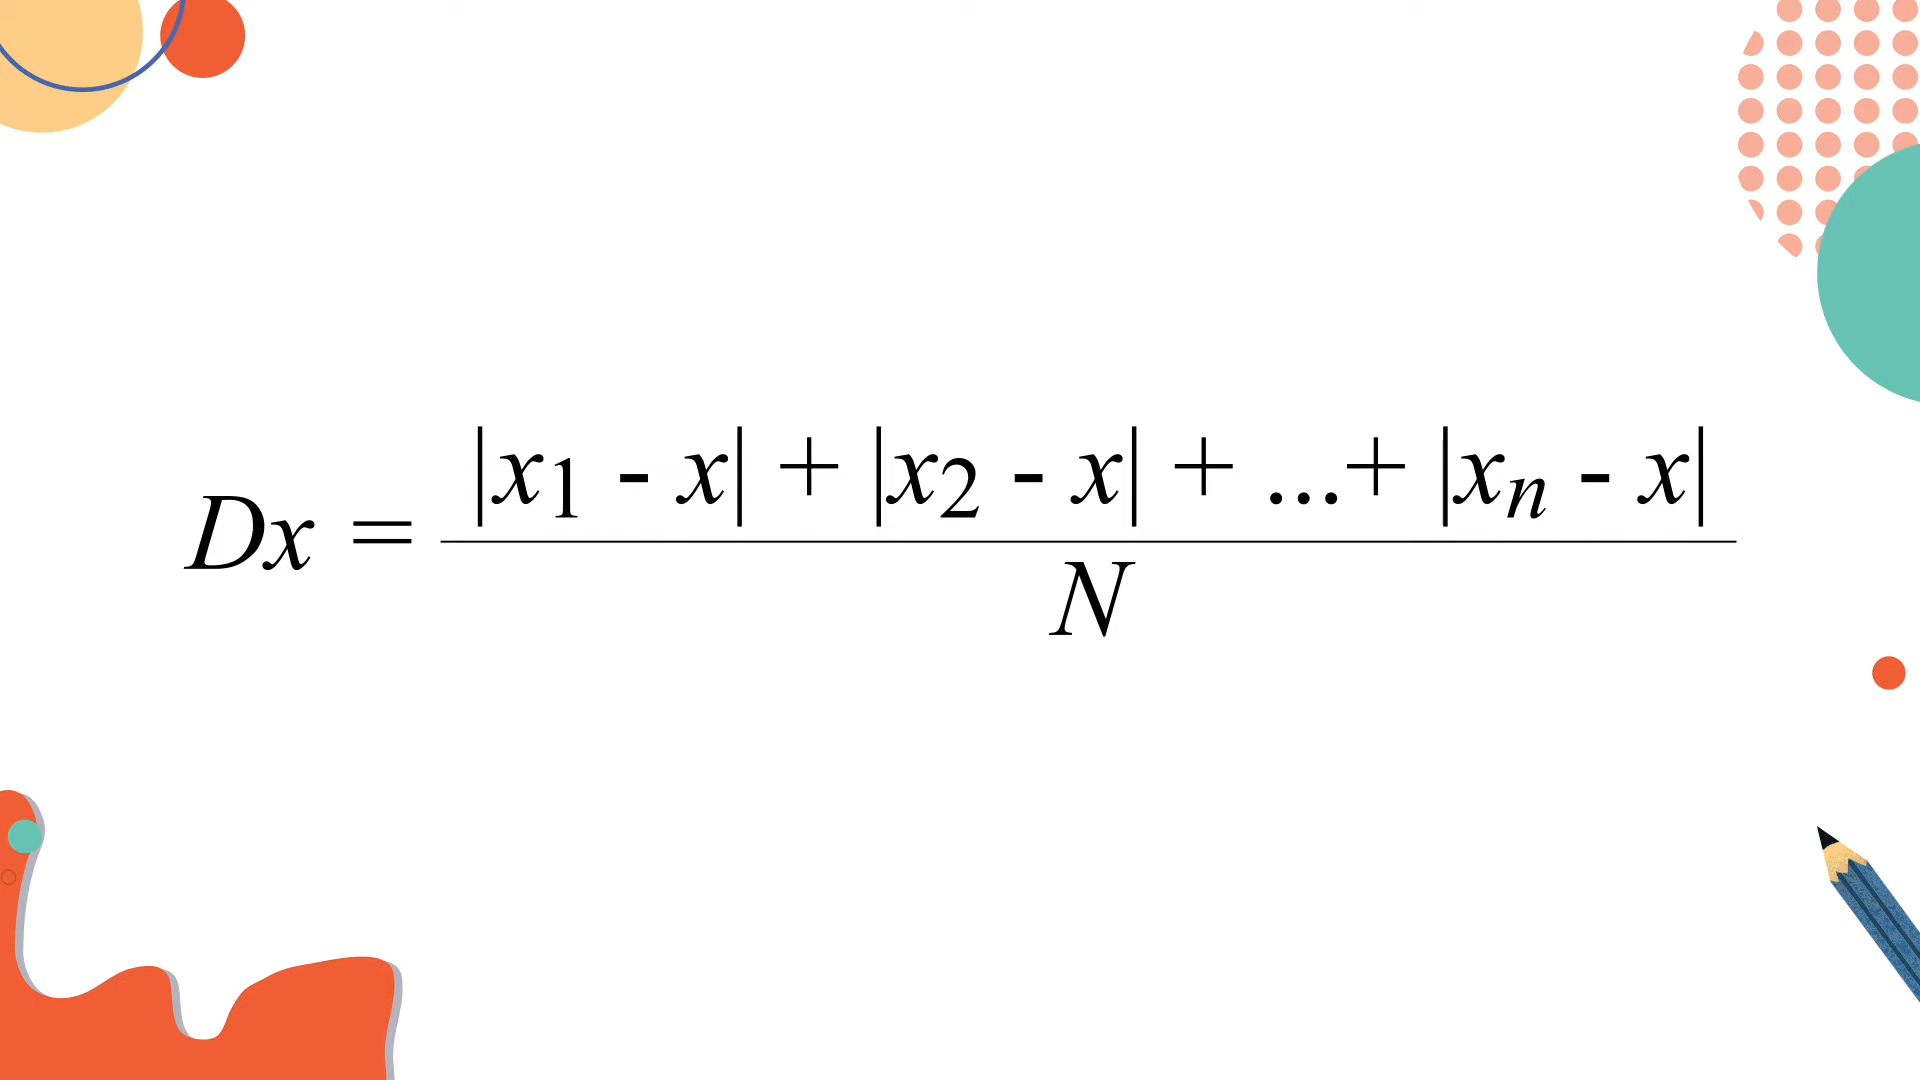 Dx = |x1 - x| + |x2 - x| + ...+ |xn - x|
N